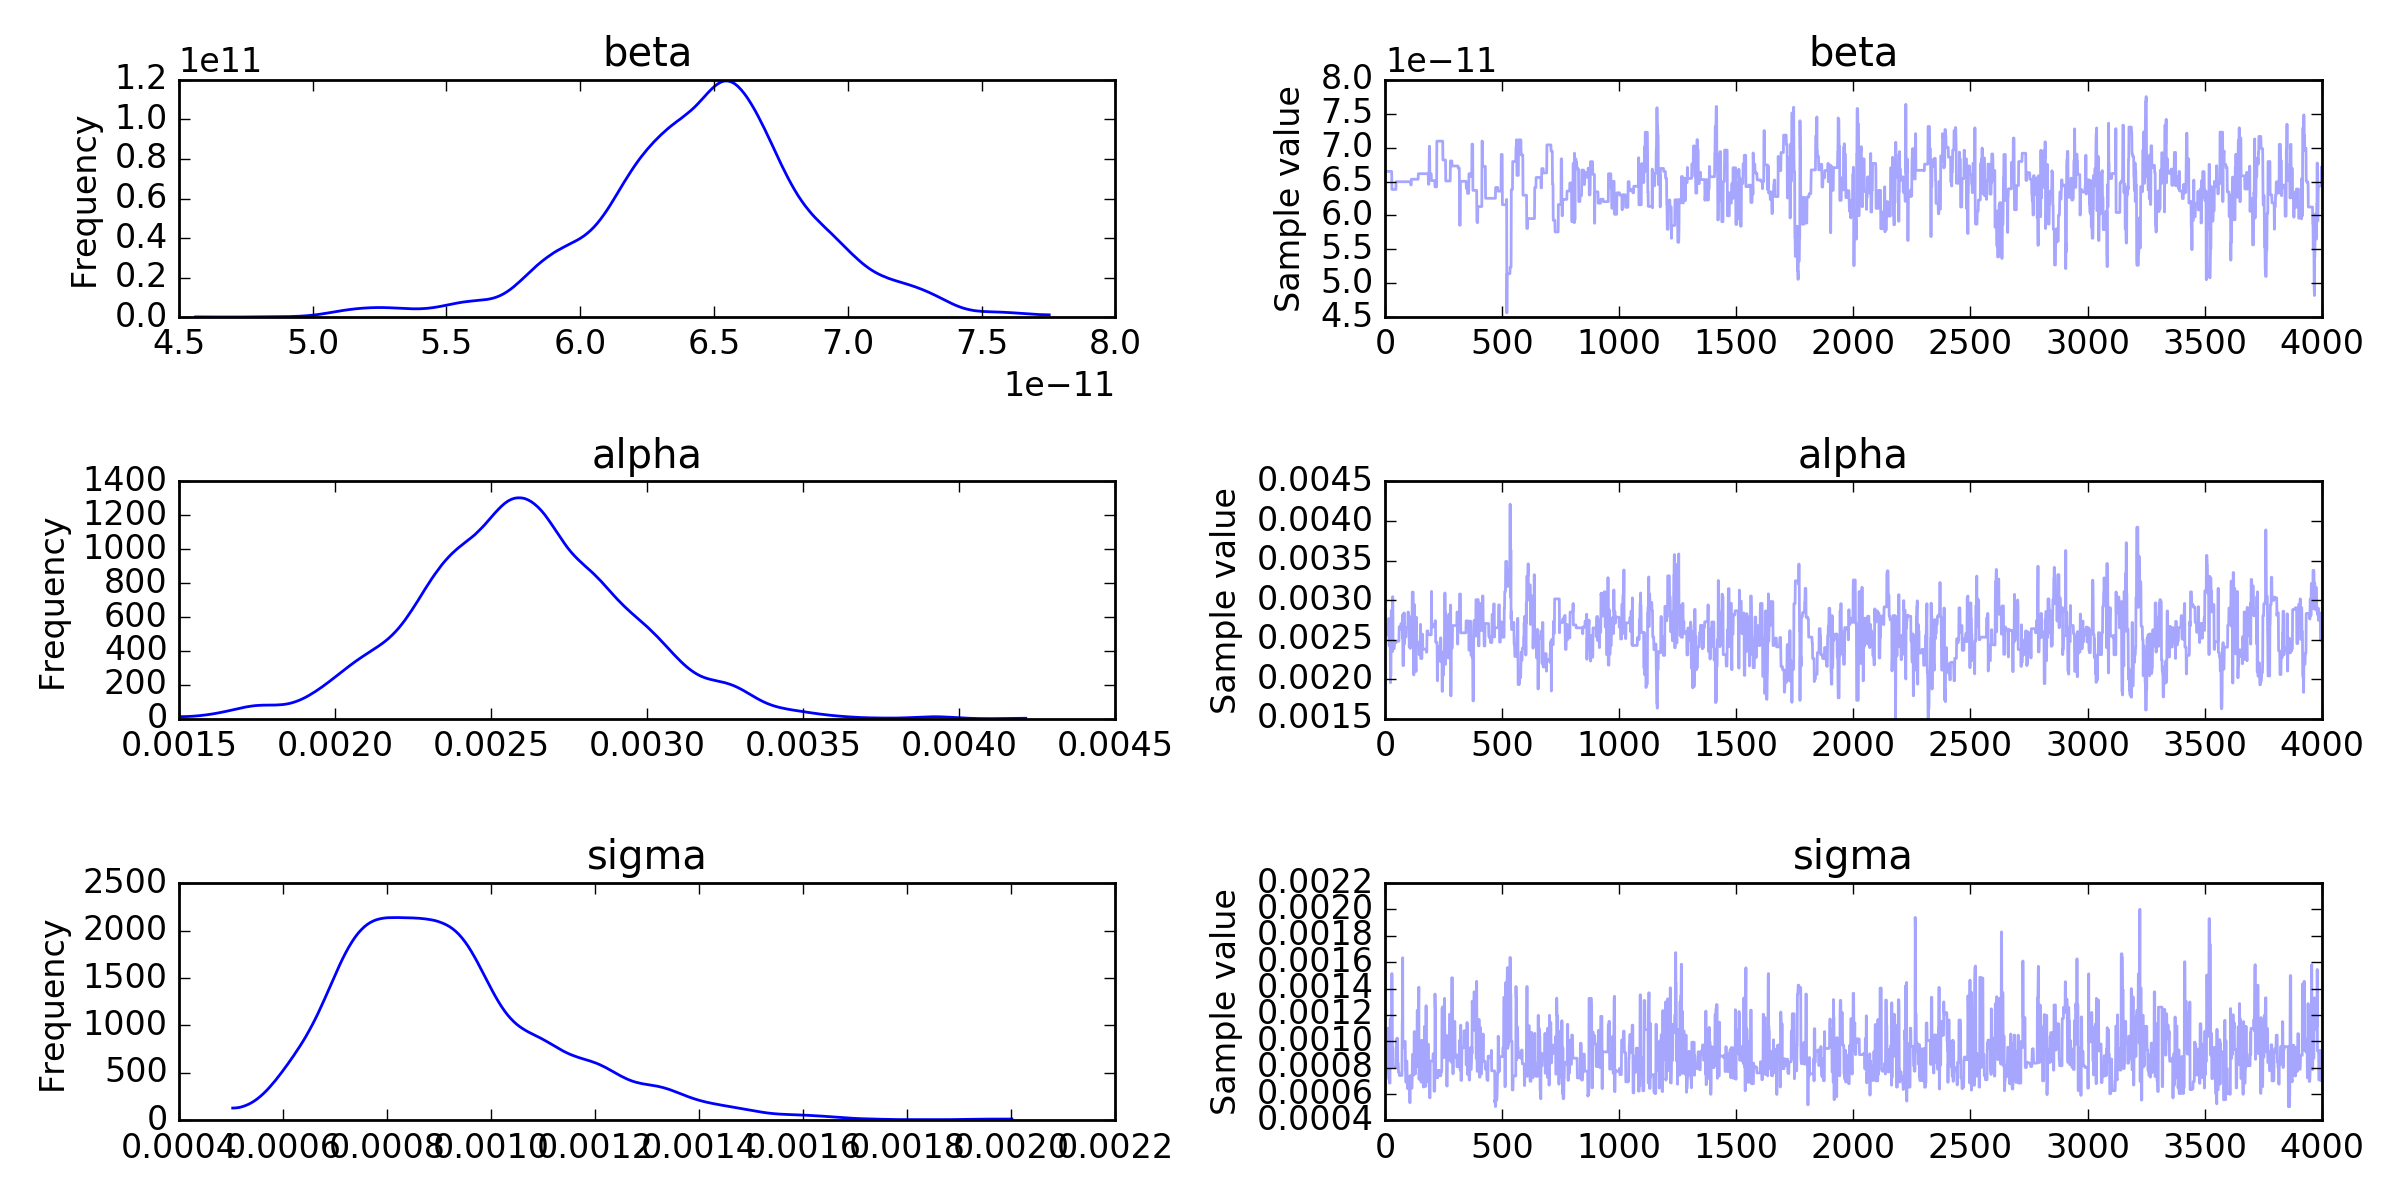 beta
1e11
1.2
1.0
0.8
0.6
0.4
0.2
0.0
Frequency
4.5 5.0 5.5 6.0 6.5 7.0 7.5 8.0
1e−11
beta
1e−11
8.0
7.5
7.0
6.5
6.0
5.5
5.0
4.5
Sample value
0 500 1000 1500 2000 2500 3000 3500 4000
alpha
1400
1200
1000
800
600
400
200
0
Frequency
0.0015 0.0020 0.0025 0.0030 0.0035 0.0040 0.0045
alpha
0.0045
0.0040
0.0035
0.0030
0.0025
0.0020
0.0015
Sample value
0 500 1000 1500 2000 2500 3000 3500 4000
sigma
2500
2000
1500
1000
500
0
Frequency
0.0004 0.0006 0.0008 0.0010 0.0012 0.0014 0.0016 0.0018 0.0020 0.0022
sigma
0.0022
0.0020
0.0018
0.0016
0.0014
0.0012
0.0010
0.0008
0.0006
0.0004
Sample value
0 500 1000 1500 2000 2500 3000 3500 4000